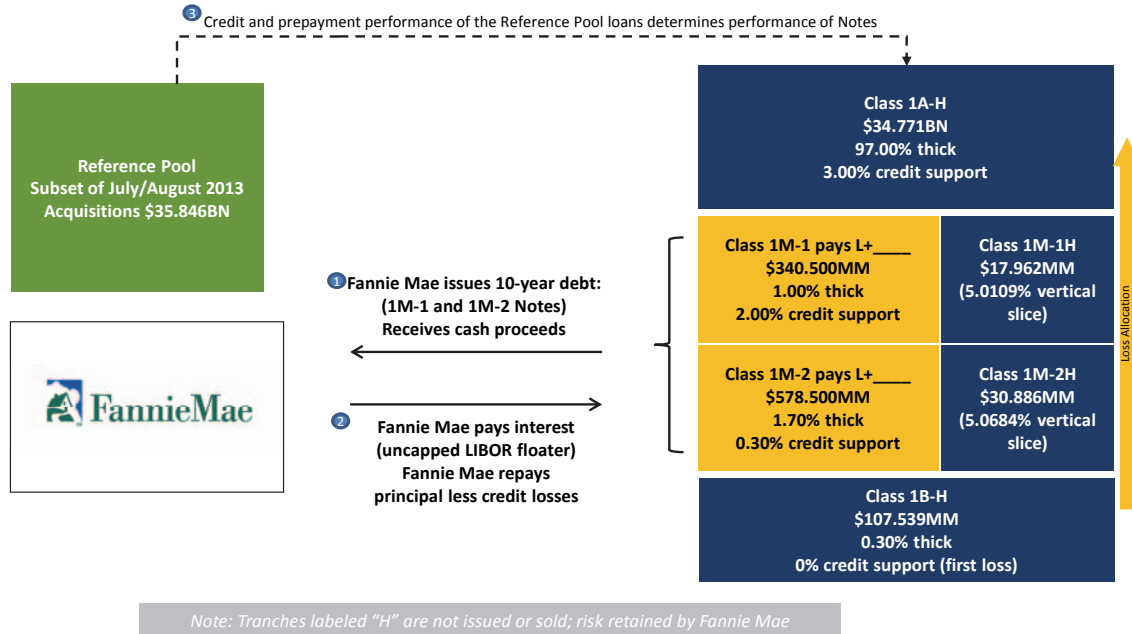 3 Credit and prepayment performance of the Reference Pool loans determines performance of Notes
Reference Pool
Subset of July/August 2013
Acquisitions $35.846BN
FannieMae
1 Fannie Mae issues 10-year debt:
(1M-1 and 1M-2 Notes)
Receives cash proceeds
2
Fannie Mae pays interest
(uncapped LIBOR floater)
Fannie Mae repays
principal less credit losses
Class 1A-H
$34.771BN
97.00% thick
3.00% credit support
Class 1M-1 pays L+____
$340.500MM
1.00% thick
2.00% credit support
Class 1M-1H
$17.962MM
(5.0109% vertical
slice)
Class 1M-2 pays L+____
$578.500MM
1.70% thick
0.30% credit support
Class 1M-2H
$30.886MM
(5.0684% vertical
slice)
Class 1B-H
$107.539MM
0.30% thick
0% credit support (first loss)
Loss Allocation
Note: Tranches labeled “H” are not issued or sold; risk retained by Fannie Mae